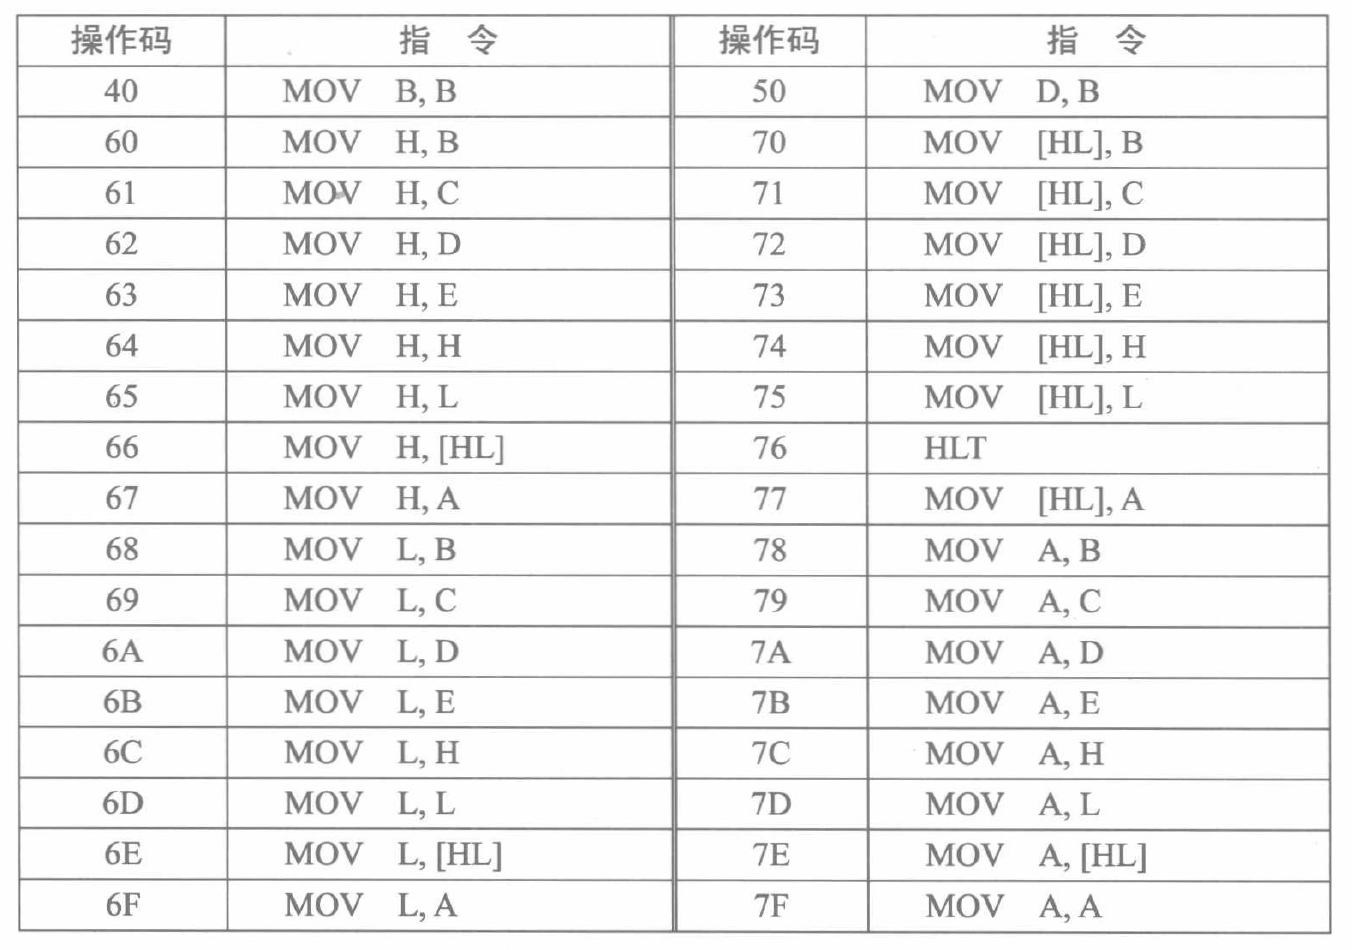 操作码 指 令 操作码 指 令
40 MOV B, B 50 MOV D, B
60 MOV H, B 70 MOV [HL], B
61 MOV H, C 71 MOV [HL], C
62 MOV H, D 72 MOV [HL], D
63 MOV H, E 73 MOV [HL], E
64 MOV H, H 74 MOV [HL], H
65 MOV H, L 75 MOV [HL], L
66 MOV H, [HL] 76 HLT
67 MOV H, A 77 MOV [HL], A
68 MOV L, B 78 MOV A, B
69 MOV L, C 79 MOV A, C
6A MOV L, D 7A MOV A, D
6B MOV L, E 7B MOV A, E
6C MOV L, H 7C MOV A, H
6D MOV L, L 7D MOV A, L
6E MOV L, [HL] 7E MOV A, [HL]
6F MOV L, A 7F MOV A, A